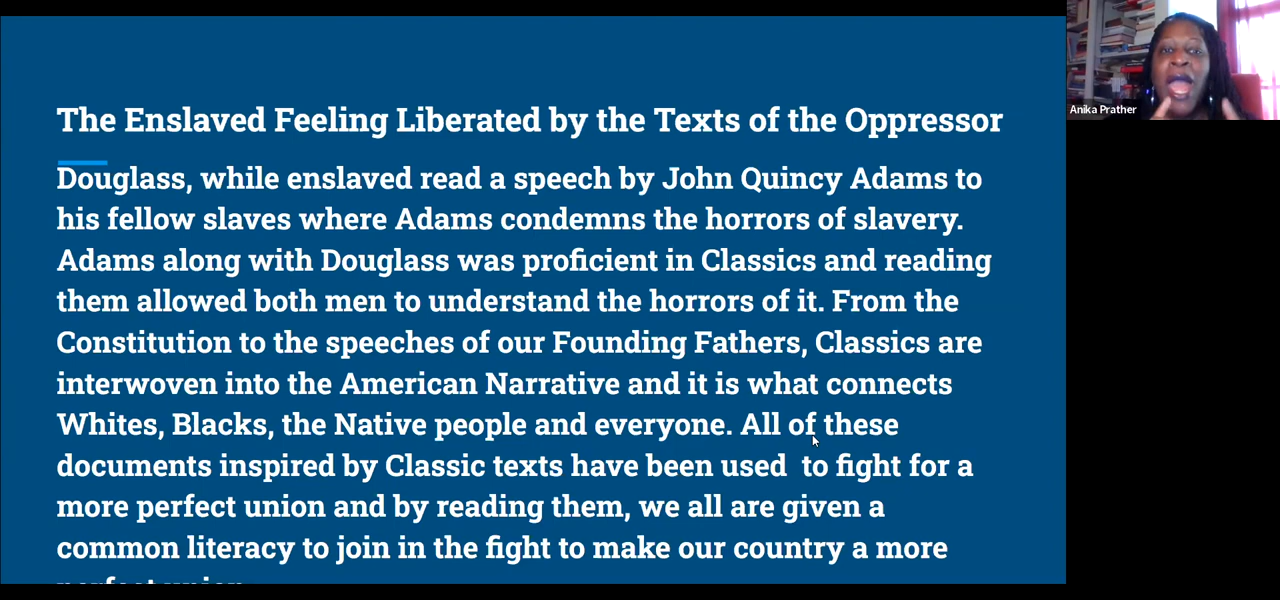 The Enslaved Feeling Liberated by the Texts of the Oppressor
Douglass, while enslaved read a speech by John Quincy Adams to
his fellow slaves where Adams condemns the horrors of slavery.
Adams along with Douglass was proficient in Classics and reading
them allowed both men to understand the horrors of it. From the
Constitution to the speeches of our Founding Fathers, Classics are
interwoven into the American Narrative and it is what connects
Whites, Blacks, the Native people and everyone. All of these
documents inspired by Classic texts have been used  to fight for a
more perfect union and by reading them, we all are given a
common literacy to join in the fight to make our country a more
perfect union
Anika Prather